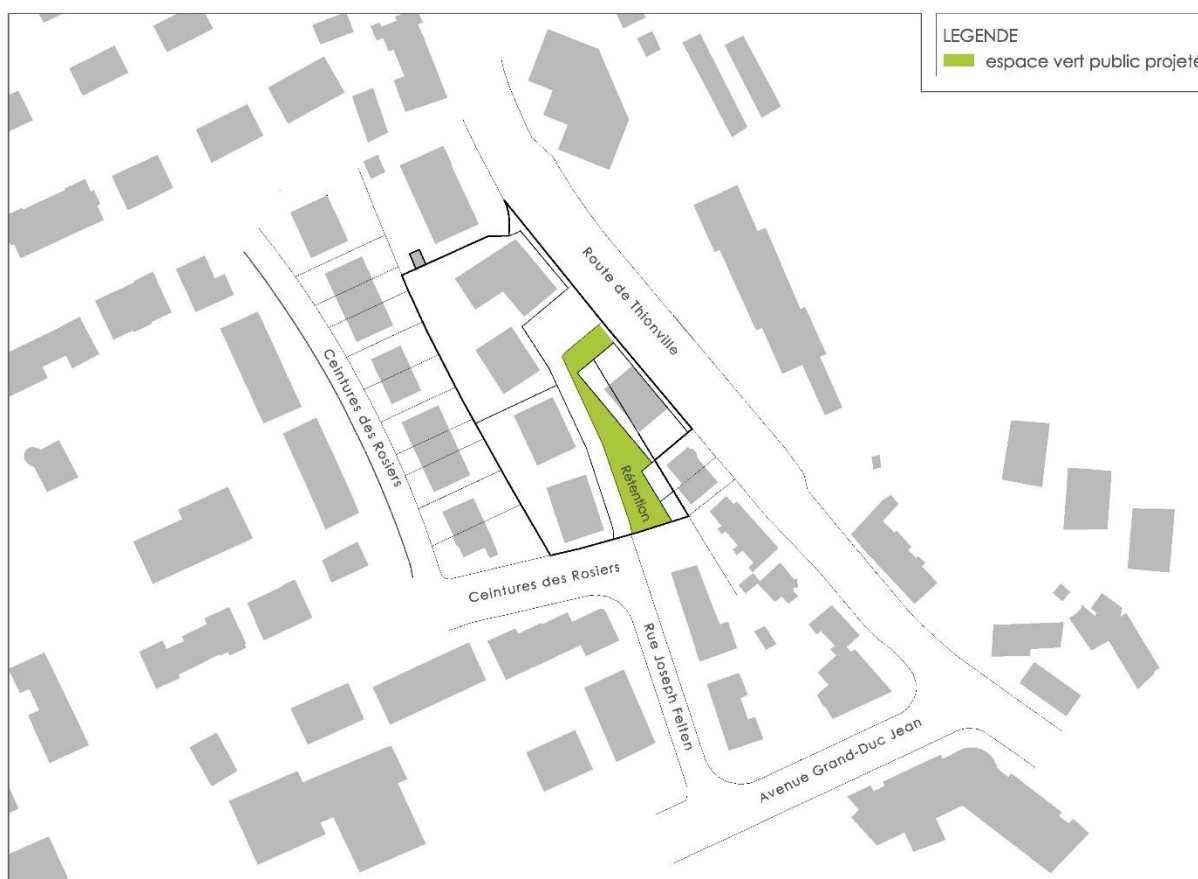 LEGENDE
espace vert public projeté
Route de Thionville
Ceintures des Rosiers
Rétention
Ceintures des Rosiers
Rue Joseph Felten
Avenue Grand-Duc Jean